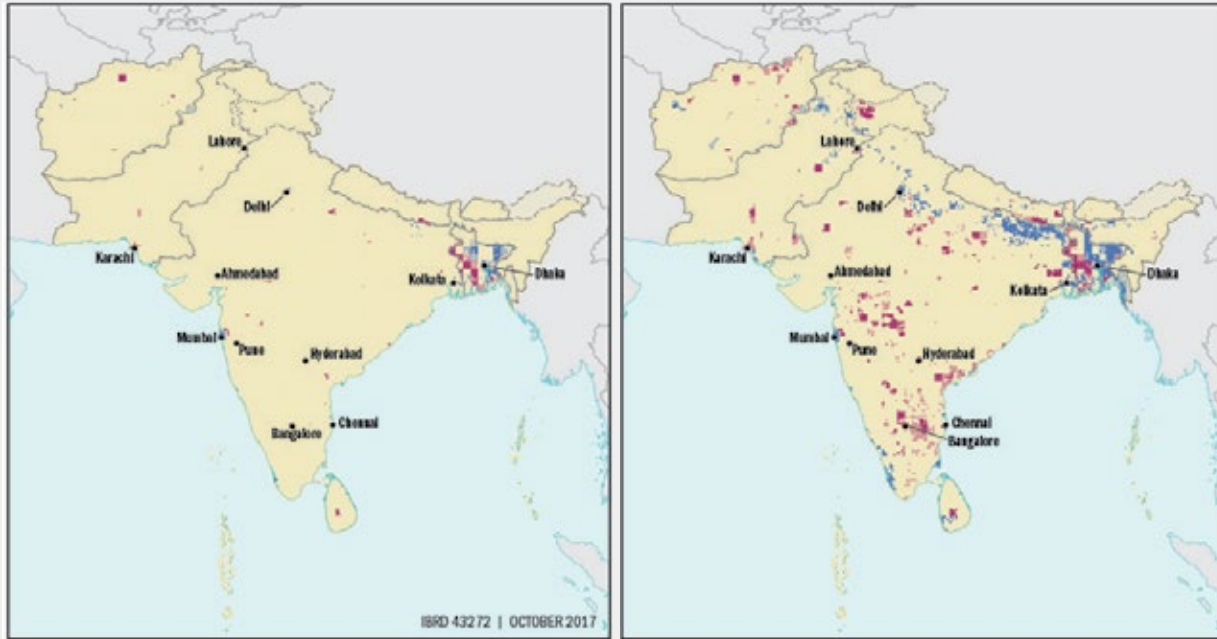 Lahore
Delhi
Karachi
Ahmedabad
Kolkata
Dhaka
Mumbai
Pune
Hyderabad
Chennai
Bangalore
IBRD 43272 | OCTOBER 2017
Lahore
Delhi
Karachi
Ahmedabad
Dhaka
Kolkata
Mumbai
Pune
Hyderabad
Chennai
Bangalore